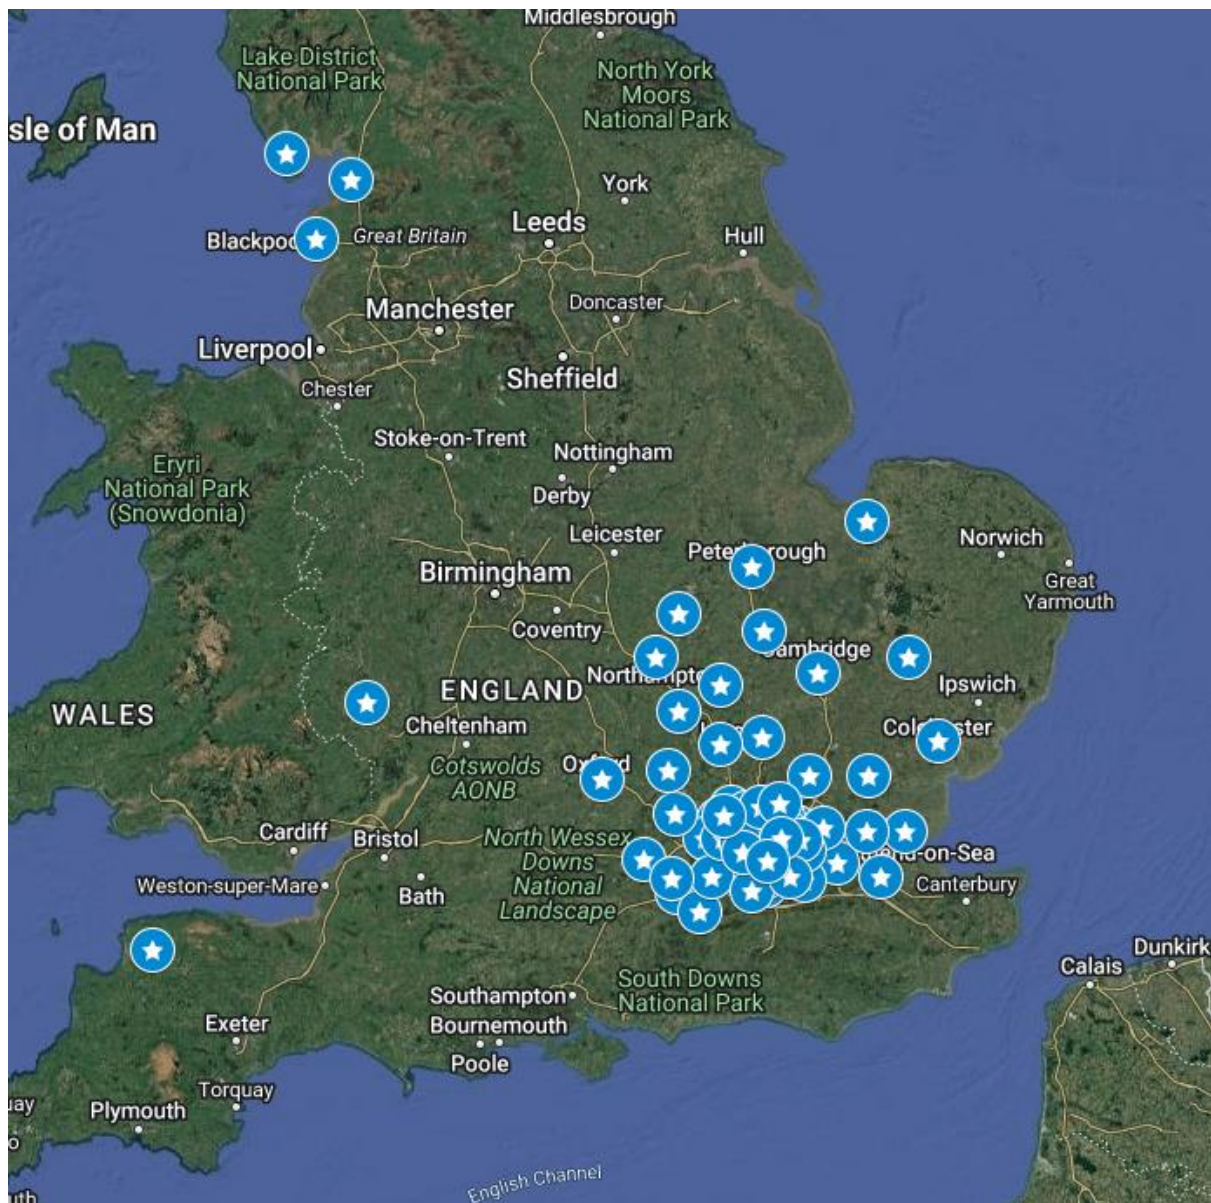 Middlesbrough
Lake District
National Park
North York
Moors
National Park
sle of Man
York
Leeds
Great Britain
Hull
Manchester
Doncaster
Liverpool
Sheffield
Chester
Stoke-on-Trent
Nottingham
Eryri
National Park
(Snowdonia)
Derby
Leicester
Norwich
Birmingham
Great
Yarmouth
Coventry
Ipswich
ENGLAND
WALES
Cheltenham
Cotswolds
AONB
Cardiff
Bristol
North Wessex
Downs
National
Landscape
-on-Sea
Weston-super-Mare
Bath
Canterbury
Dunkirk
Calais
South Downs
National Park
Southampton
Exeter
Bournemouth
Poole
Torquay
Plymouth
English Channel